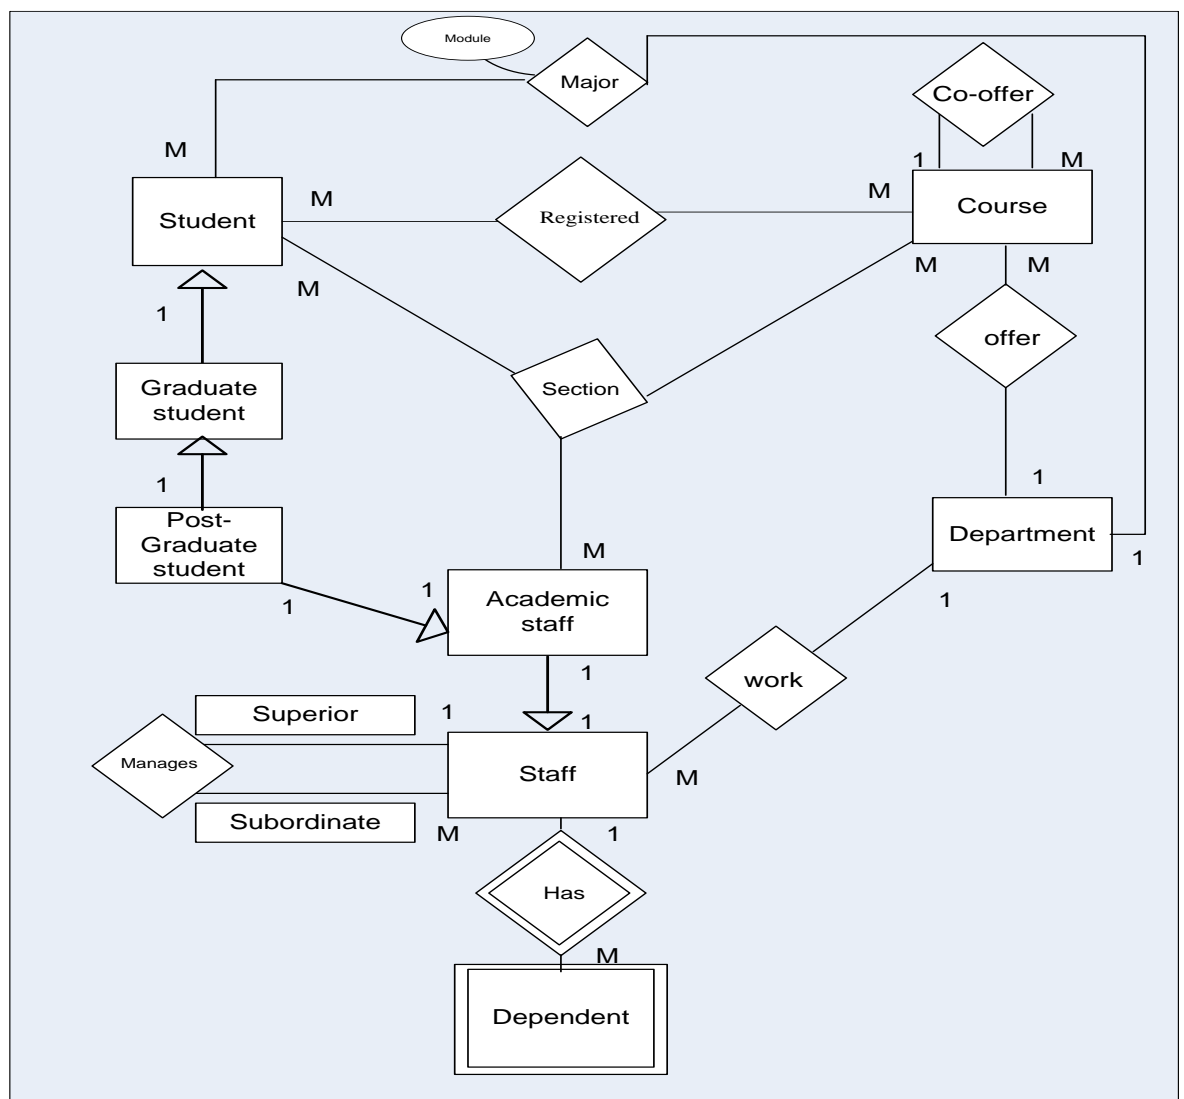 Module
Major
Co-offer
M
1
M
M
M
Student
Registered
Course
M
M
M
1
offer
Graduate
student
Section
1
1
Post-
Graduate
student
Department
M
1
1
1
Academic
staff
1
work
1
Superior
1
1
Manages
Staff
M
Subordinate
M
1
Has
M
Dependent